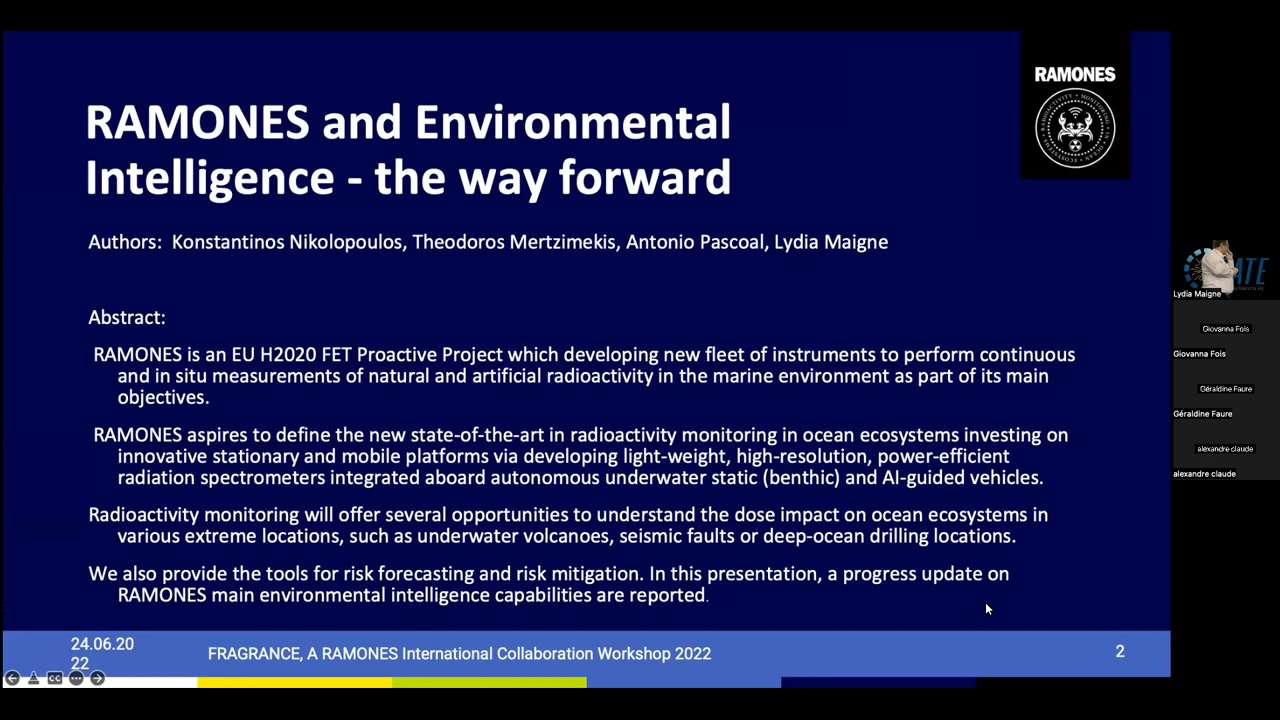 RAMONES
RAMONES and Environmental
Intelligence - the way forward
Authors:  Konstantinos Nikolopoulos, Theodoros Mertzimekis, Antonio Pascoal, Lydia Maigne
Abstract:
RAMONES is an EU H2020 FET Proactive Project which developing new fleet of instruments to perform continuous
and in situ measurements of natural and artificial radioactivity in the marine environment as part of its main
objectives.
RAMONES aspires to define the new state-of-the-art in radioactivity monitoring in ocean ecosystems investing on
innovative stationary and mobile platforms via developing light-weight, high-resolution, power-efficient
radiation spectrometers integrated aboard autonomous underwater static (benthic) and AI-guided vehicles.
Radioactivity monitoring will offer several opportunities to understand the dose impact on ocean ecosystems in
various extreme locations, such as underwater volcanoes, seismic faults or deep-ocean drilling locations.
We also provide the tools for risk forecasting and risk mitigation. In this presentation, a progress update on
RAMONES main environmental intelligence capabilities are reported.
24.06.20
22
FRAGRANCE, A RAMONES International Collaboration Workshop 2022
2
CC
RADIOACTIVITY • MONITORING • IN OCEAN • ECOSYSTEMS •
ATE
Lydia Maigne
Giovanna Fois
Giovanna Fois
Géraldine Faure
Géraldine Faure
alexandre claude
alexandre claude